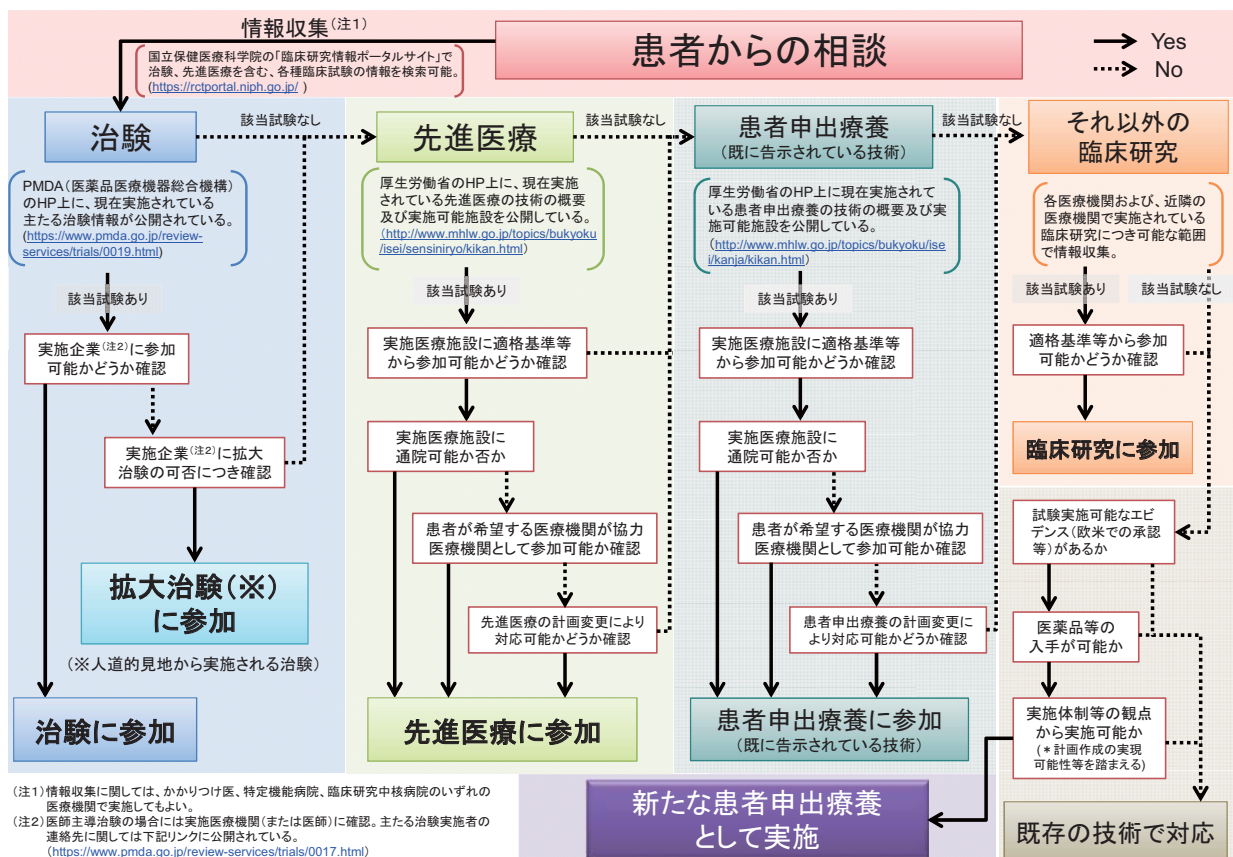 情報収集(注1)
患者からの相談
Yes
No
国立保健医療科学院の「臨床研究情報ポータルサイト」で
治験、先進医療を含む、各種臨床試験の情報を検索可能。
(https://rctportal.niph.go.jp/ )
治験
該当試験なし
PMDA(医薬品医療機器総合機構)
のHP上に、現在実施されている
主たる治験情報が公開されている。
(https://www.pmda.go.jp/review-
services/trials/0019.html)
該当試験あり
実施企業(注2)に参加
可能かどうか確認
実施企業(注2)に拡大
治験の可否につき確認
拡大治験(※)
に参加
(※人道的見地から実施される治験)
治験に参加
先進医療
該当試験なし
厚生労働省のHP上に、現在実施
されている先進医療の技術の概要
及び実施可能施設を公開している。
(http://www.mhlw.go.jp/topics/bukyoku
/isei/sensiniryo/kikan.html)
該当試験あり
実施医療施設に適格基準等
から参加可能かどうか確認
実施医療施設に
通院可能か否か
患者が希望する医療機関が協力
医療機関として参加可能か確認
先進医療の計画変更により
対応可能かどうか確認
先進医療に参加
患者申出療養
(既に告示されている技術)
該当試験なし
厚生労働省のHP上に現在実施されて
いる患者申出療養の技術の概要及び実
施可能施設を公開している。
(http://www.mhlw.go.jp/topics/bukyoku/ise
i/kanja/kikan.html)
該当試験あり
実施医療施設に適格基準等
から参加可能かどうか確認
実施医療施設に
通院可能か否か
患者が希望する医療機関が協力
医療機関として参加可能か確認
患者申出療養の計画変更に
より対応可能かどうか確認
患者申出療養に参加
(既に告示されている技術)
それ以外の
臨床研究
各医療機関および、近隣の
医療機関で実施されている
臨床研究につき可能な範囲
で情報収集。
該当試験あり
該当試験なし
適格基準等から参加
可能かどうか確認
臨床研究に参加
試験実施可能なエビ
デンス(欧米での承認
等)があるか
医薬品等の
入手が可能か
実施体制等の観点
から実施可能か
(*計画作成の実現
可能性等を踏まえる)
新たな患者申出療養
として実施
既存の技術で対応
(注1)情報収集に関しては、かかりつけ医、特定機能病院、臨床研究中核病院のいずれの
医療機関で実施してもよい。
(注2)医師主導治験の場合には実施医療機関(または医師)に確認。主たる治験実施者の
連絡先に関しては下記リンクに公開されている。
(https://www.pmda.go.jp/review-services/trials/0017.html)